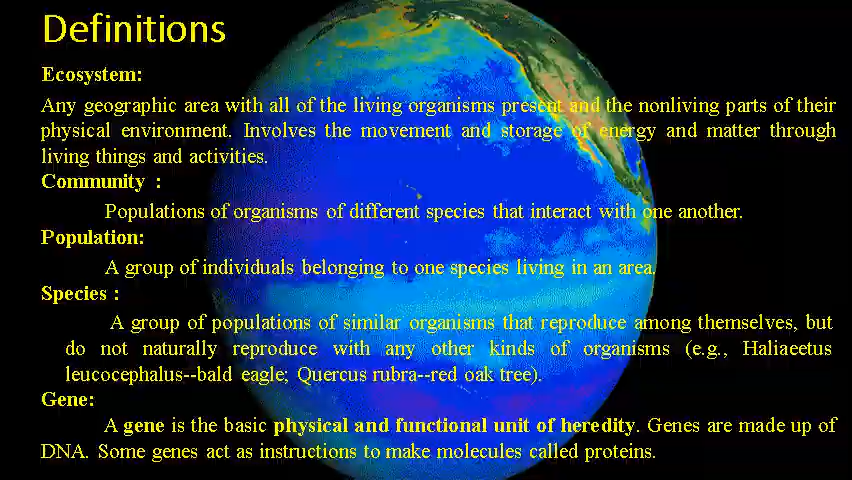 Definitions
Ecosystem:
Any geographic area with all of the living organisms present and the nonliving parts of their
physical environment. Involves the movement and storage of energy and matter through
living things and activities.
Community :
Populations of organisms of different species that interact with one another.
Population:
A group of individuals belonging to one species living in an area.
Species :
A group of populations of similar organisms that reproduce among themselves, but
do not naturally reproduce with any other kinds of organisms (e.g., Haliaeetus
leucocephalus--bald eagle; Quercus rubra--red oak tree).
Gene:
A gene is the basic physical and functional unit of heredity. Genes are made up of
DNA. Some genes act as instructions to make molecules called proteins.